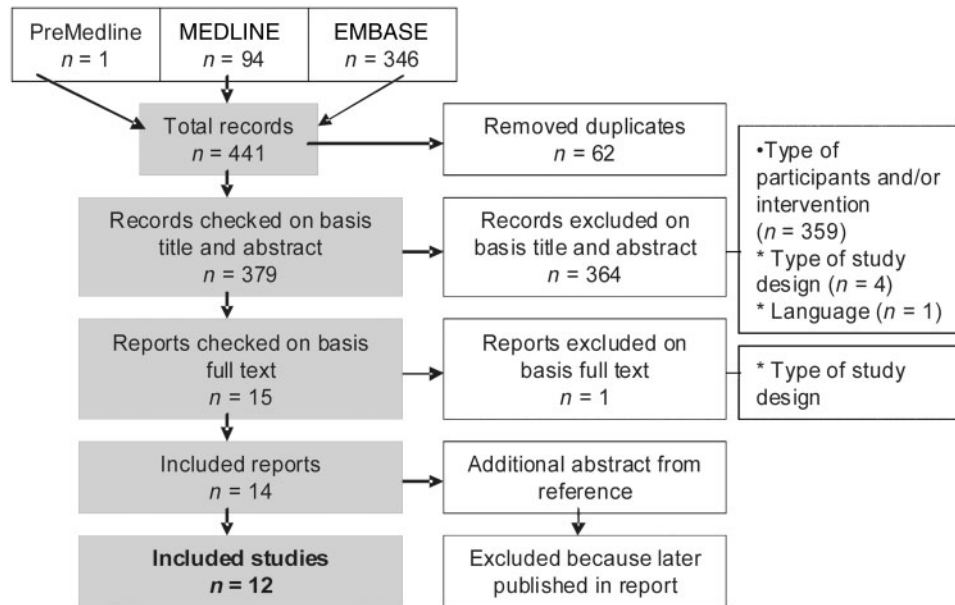 PreMedline
n = 1
MEDLINE
n = 94
EMBASE
n = 346
Total records
n = 441
Removed duplicates
n = 62
•Type of
participants and/or
intervention
(n = 359)
* Type of study
design (n = 4)
* Language (n = 1)
Records checked on basis
title and abstract
n = 379
Records excluded on
basis title and abstract
n = 364
Reports checked on basis
full text
n = 15
Reports excluded on
basis full text
n = 1
* Type of study
design
Included reports
n = 14
Additional abstract from
reference
Included studies
n = 12
Excluded because later
published in report